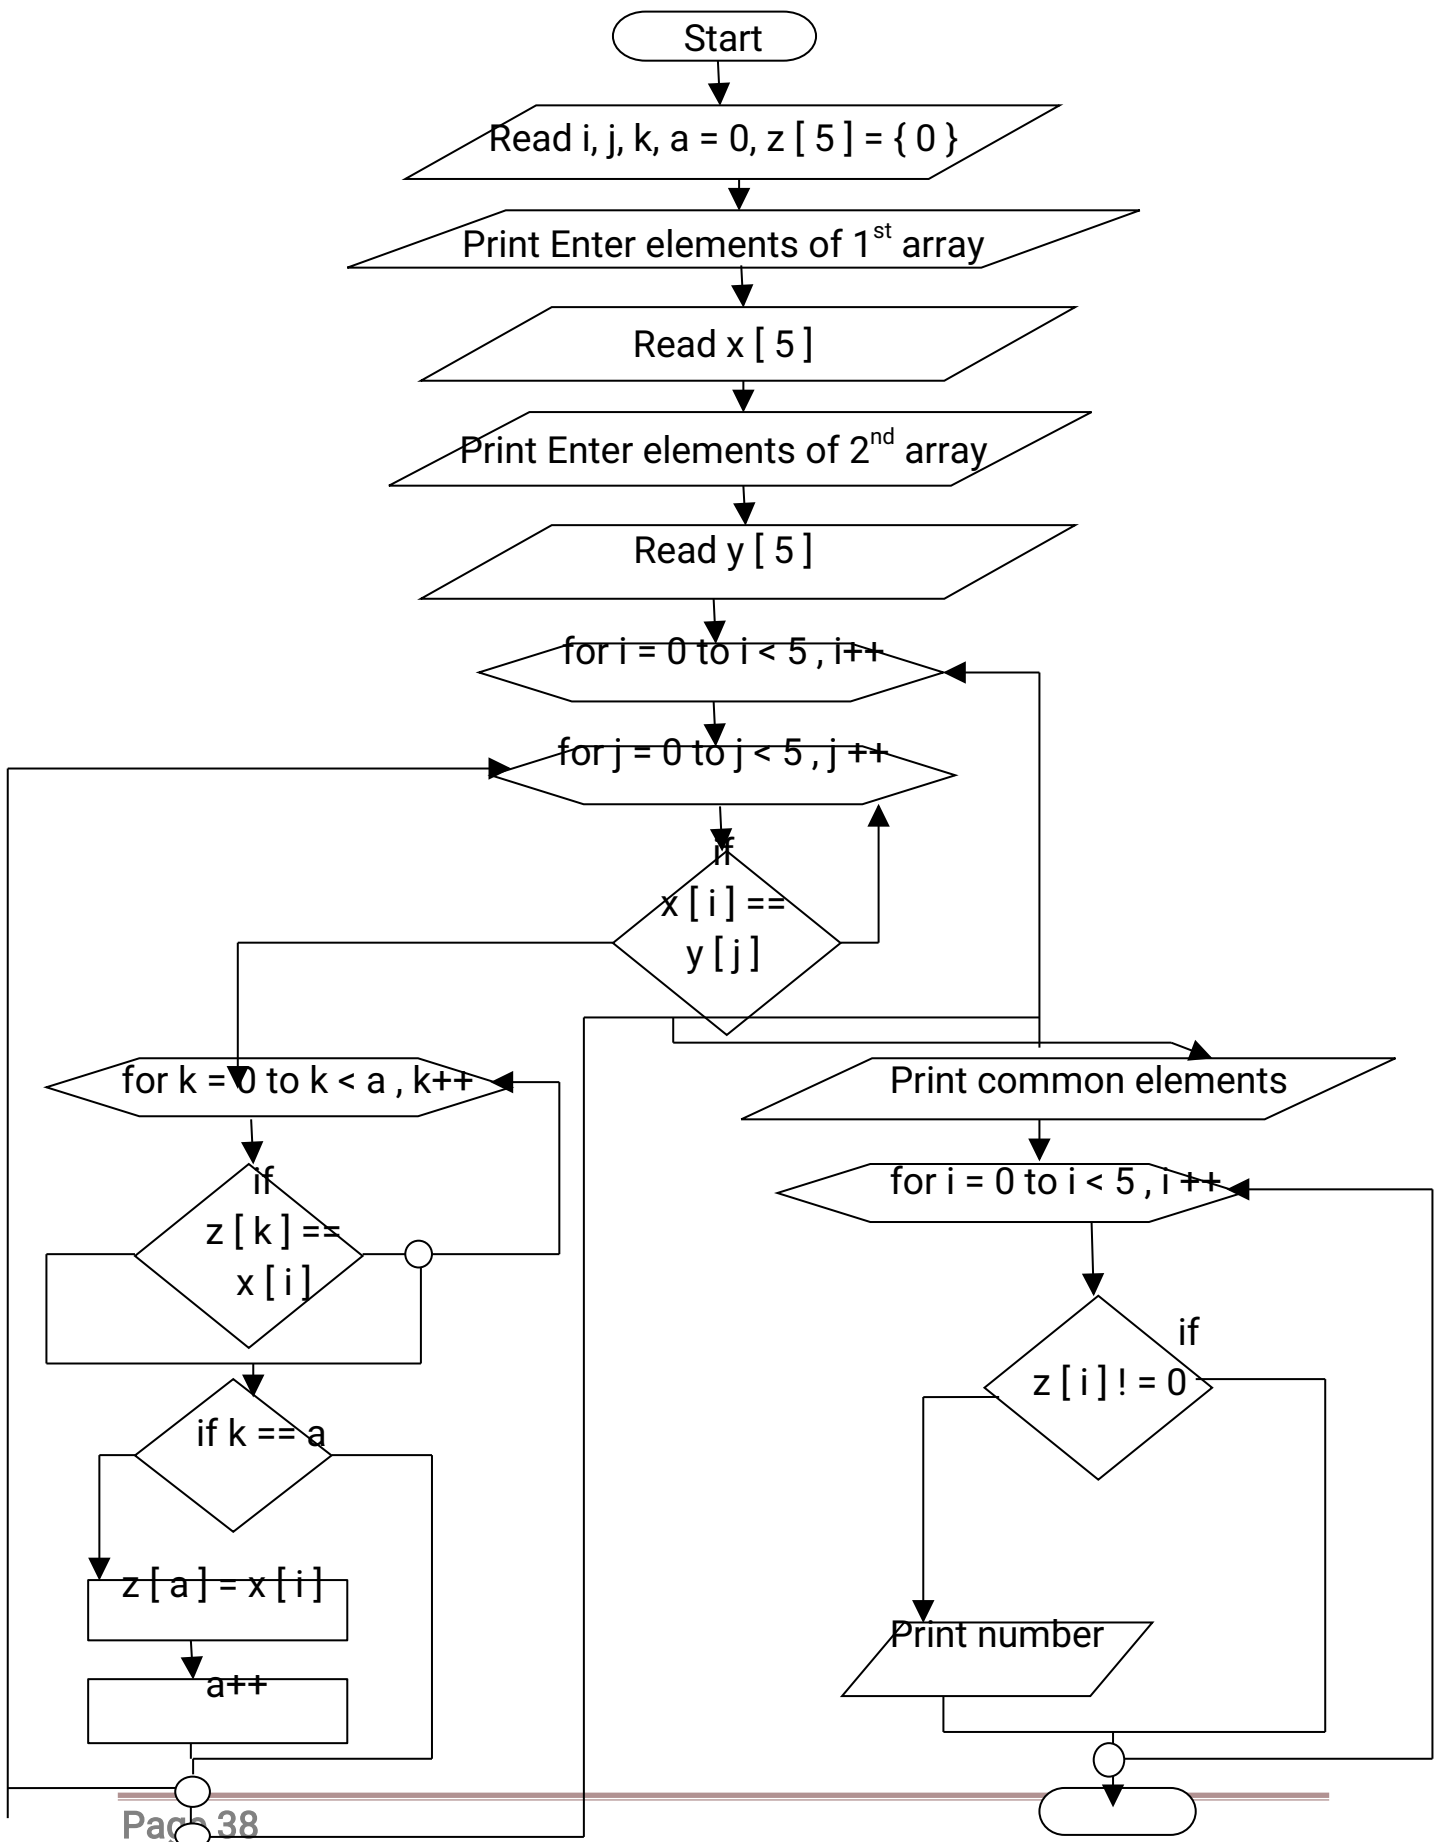 Start
Read i, j, k, a = 0, z [ 5 ] = { 0 }
Print Enter elements of 1st array
Read x [ 5 ]
Print Enter elements of 2nd array
Read y [ 5 ]
for i = 0 to i < 5 , i++
for j = 0 to j < 5 , j ++
if
x [ i ] ==
y [ j ]
for k = 0 to k < a , k++
Print common elements
if
z [ k ] ==
x [ i ]
for i = 0 to i < 5 , i ++
if
z [ i ] ! = 0
if k == a
z [ a ] = x [ i ]
Print number
a++
Page 38